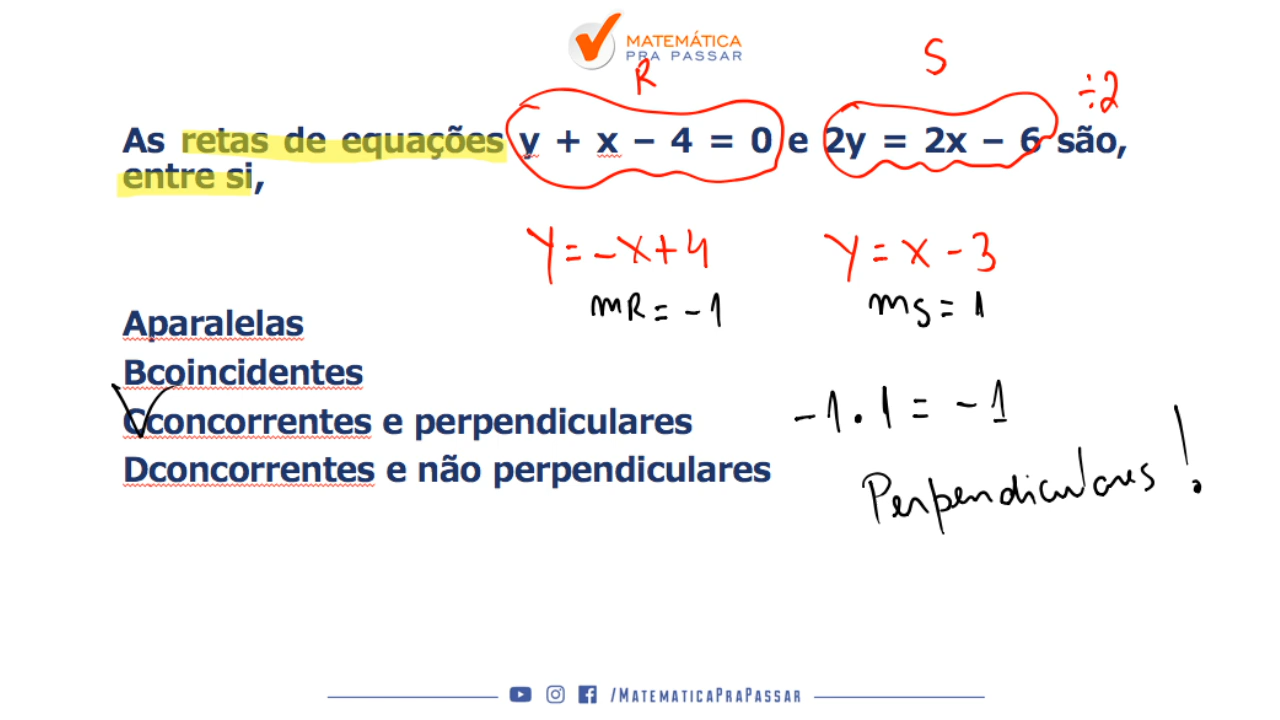 MATEMÁTICA
PRA PASSAR
R
S
÷2
As retas de equações y + x – 4 = 0 e 2y = 2x – 6 são,
entre si,
Y = -X+4
Y = X - 3
mR = -1
mS = 1
Aparalelas
Bcoincidentes
Cconcorrentes e perpendiculares
Dconcorrentes e não perpendiculares
-1 . 1 = -1
Perpendiculares!
/MatematicaPraPassar